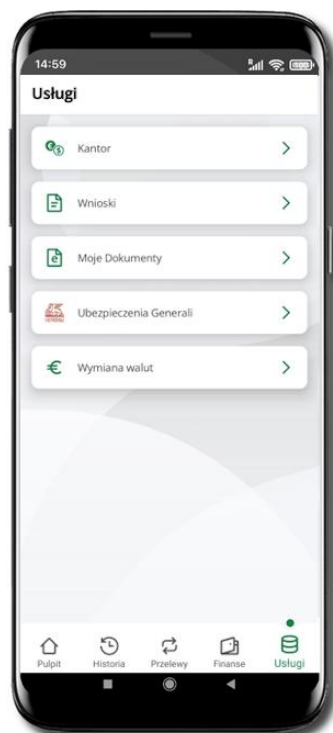 14:59
Usługi
Kantor
Wnioski
Moje Dokumenty
Ubezpieczenia Generali
Wymiana walut
Pulpit
Historia
Przelewy
Finanse
Usługi